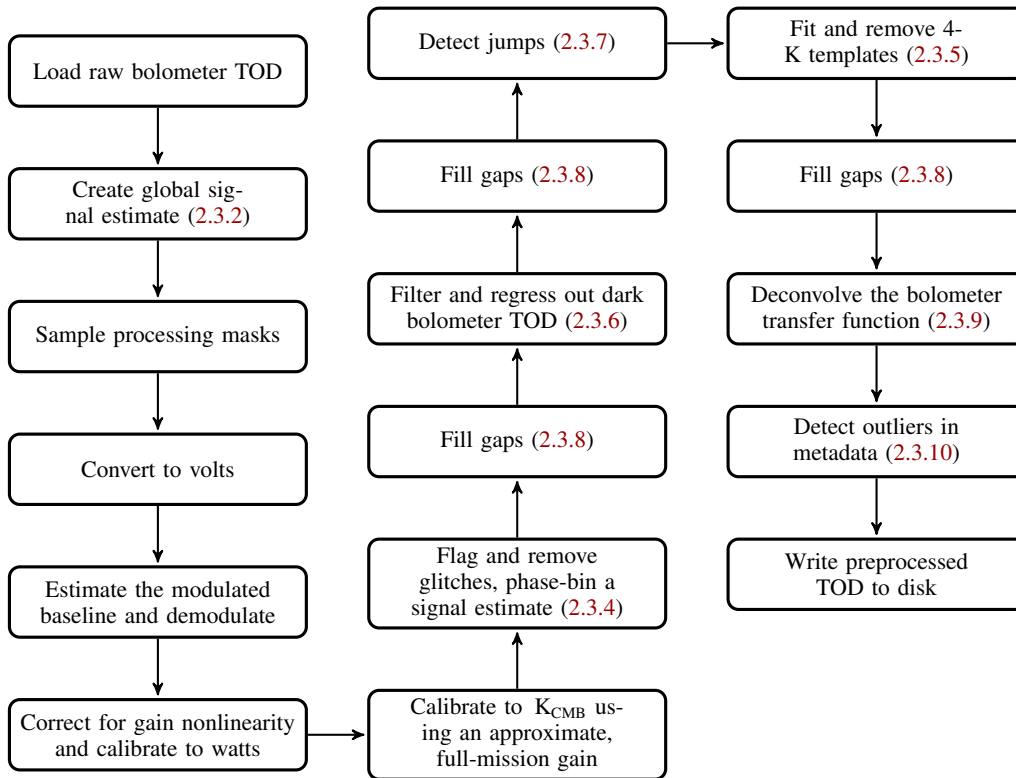 Load raw bolometer TOD
Create global sig-
nal estimate (2.3.2)
Sample processing masks
Convert to volts
Estimate the modulated
baseline and demodulate
Correct for gain nonlinearity
and calibrate to watts
Calibrate to K_CMB us-
ing an approximate,
full-mission gain
Flag and remove
glitches, phase-bin a
signal estimate (2.3.4)
Fill gaps (2.3.8)
Filter and regress out dark
bolometer TOD (2.3.6)
Fill gaps (2.3.8)
Detect jumps (2.3.7)
Fit and remove 4-
K templates (2.3.5)
Fill gaps (2.3.8)
Deconvolve the bolometer
transfer function (2.3.9)
Detect outliers in
metadata (2.3.10)
Write preprocessed
TOD to disk